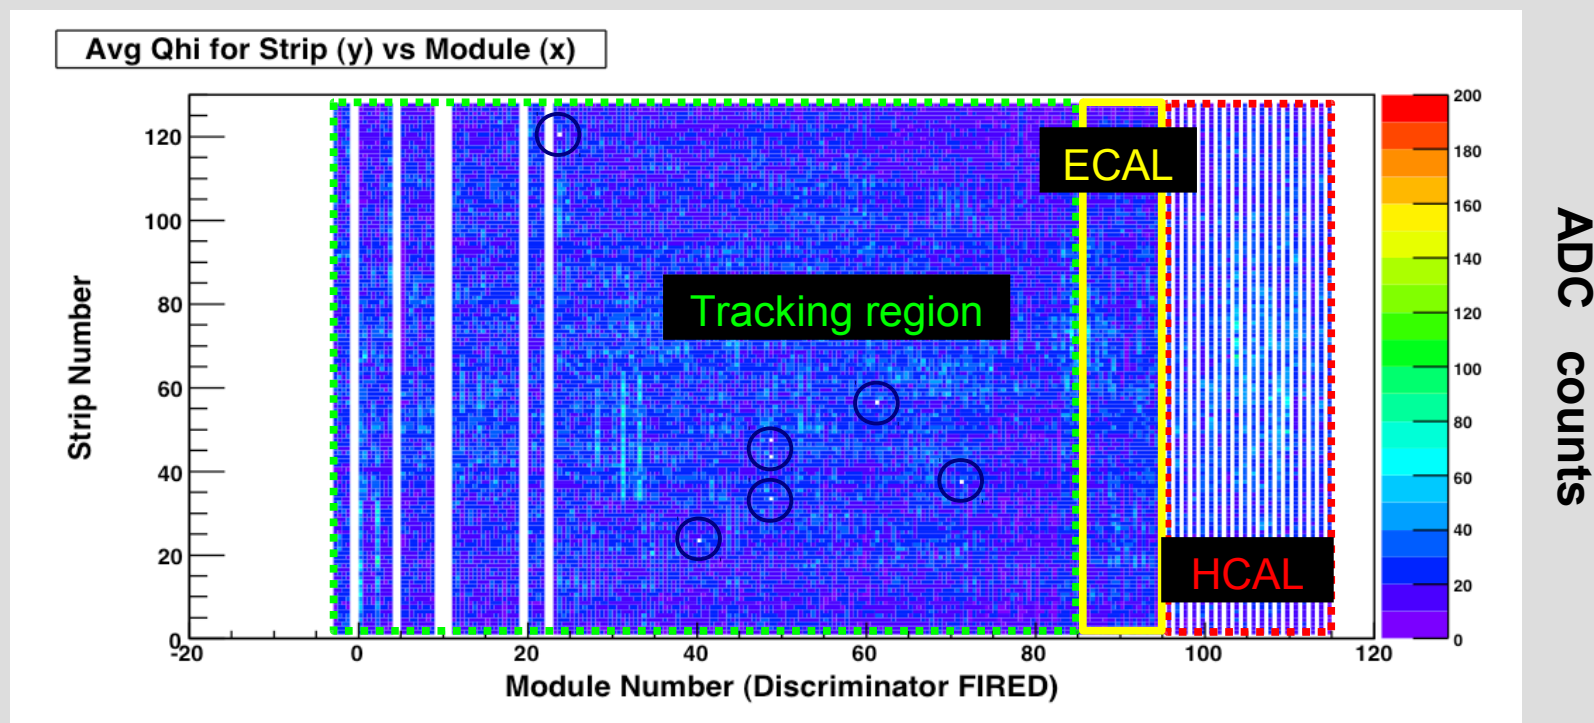 Avg Qhi for Strip (y) vs Module (x)
120
100
80
60
40
20
0
Strip Number
-20 0 20 40 60 80 100 120
Module Number (Discriminator FIRED)
Tracking region
ECAL
HCAL
200
180
160
140
120
100
80
60
40
20
0
ADC counts